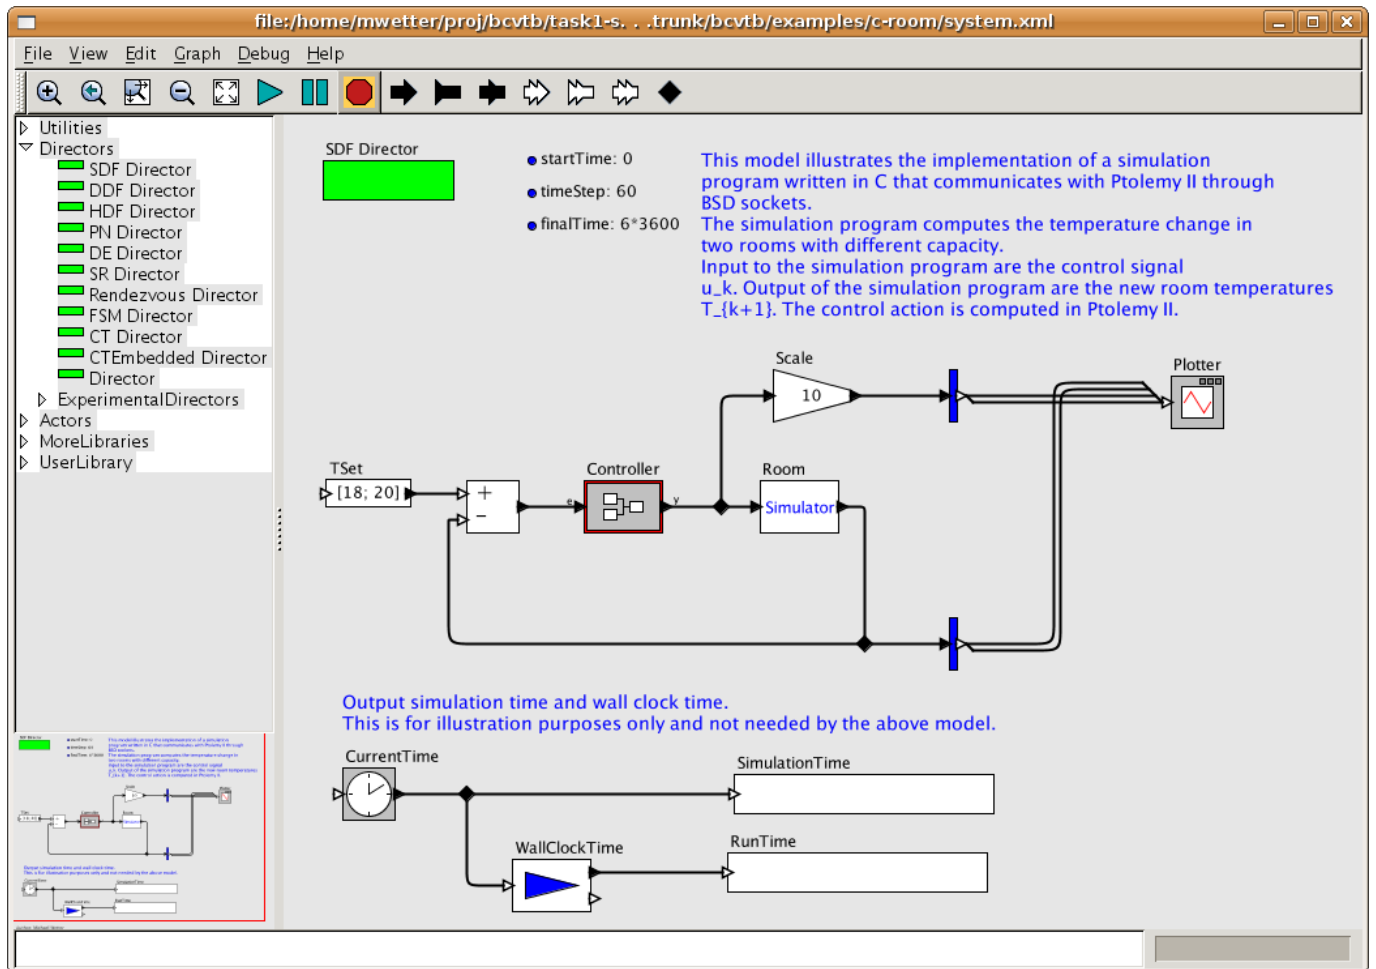 file:/home/mwetter/proj/bcvtb/task1-s. . .trunk/bcvtb/examples/c-room/system.xml
File View Edit Graph Debug Help
Utilities
Directors
SDF Director
DDF Director
HDF Director
PN Director
DE Director
SR Director
Rendezvous Director
FSM Director
CT Director
CTEmbedded Director
Director
ExperimentalDirectors
Actors
MoreLibraries
UserLibrary
SDF Director
startTime: 0
timeStep: 60
finalTime: 6*3600
This model illustrates the implementation of a simulation
program written in C that communicates with Ptolemy II through
BSD sockets.
The simulation program computes the temperature change in
two rooms with different capacity.
Input to the simulation program are the control signal
u_k. Output of the simulation program are the new room temperatures
T_{k+1}. The control action is computed in Ptolemy II.
Scale
10
Plotter
TSet
[18; 20]
+
−
Controller
e
y
Room
Simulator
Output simulation time and wall clock time.
This is for illustration purposes only and not needed by the above model.
CurrentTime
SimulationTime
WallClockTime
RunTime